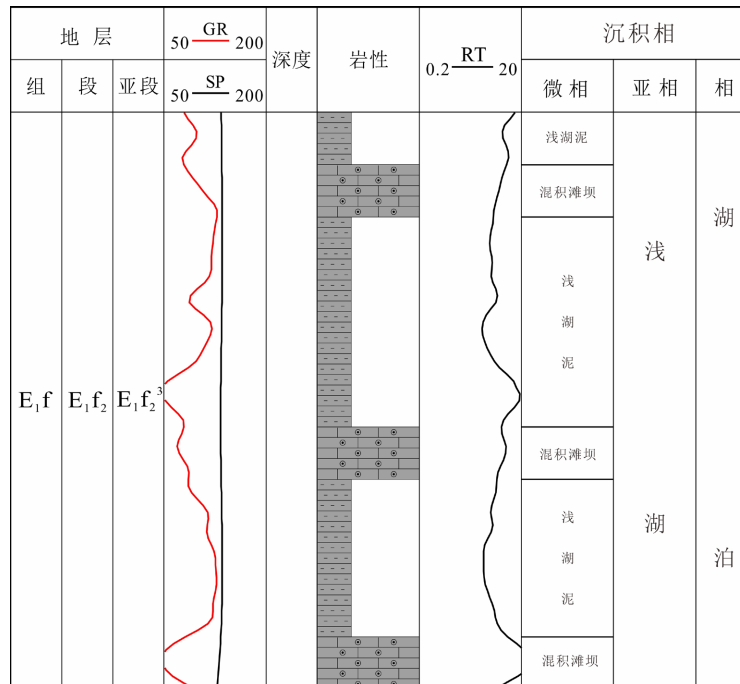 地 层
GR
50 200
深度
岩性
RT
0.2 20
沉积相
组
段
亚段
SP
50 200
微 相
亚 相
相
浅湖泥
混积滩坝
浅
湖
泥
混积滩坝
浅
湖
泥
混积滩坝
浅
湖
湖
泊
E₁f
E₁f₂
E₁f₂³